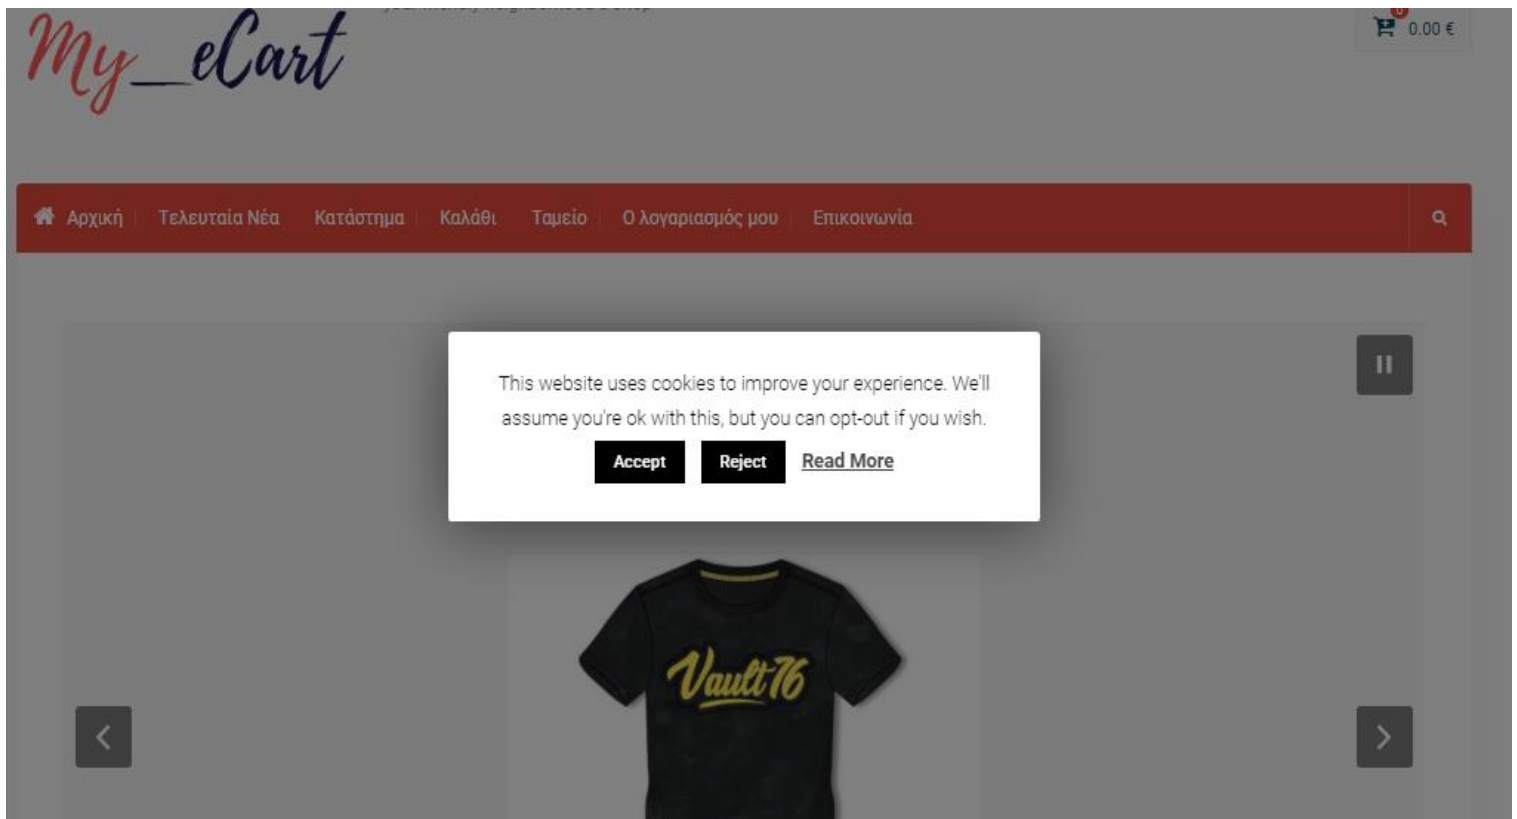 My_eCart
0
0.00 €
Αρχική
Τελευταία Νέα
Κατάστημα
Καλάθι
Ταμείο
Ο λογαριασμός μου
Επικοινωνία
This website uses cookies to improve your experience. We'll
assume you're ok with this, but you can opt-out if you wish.
Accept
Reject
Read More
Vault 76